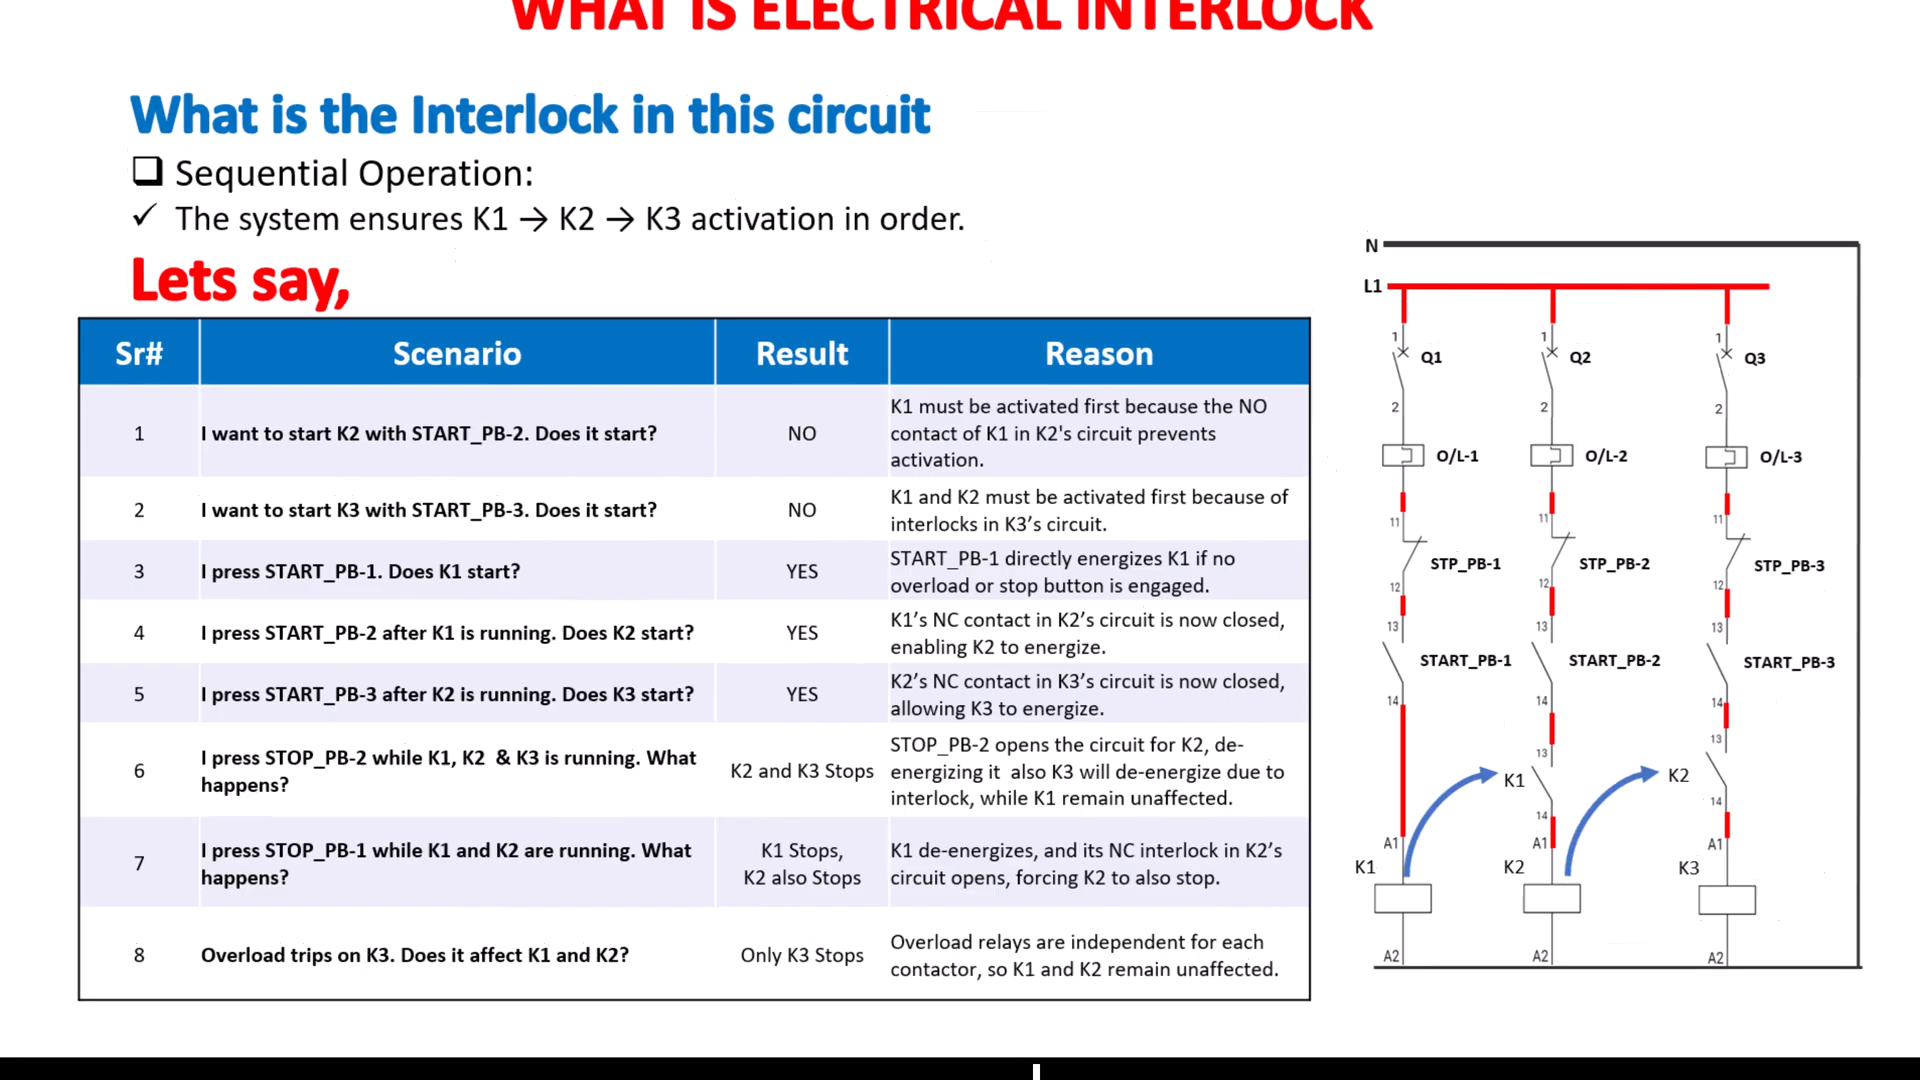 WHAT IS ELECTRICAL INTERLOCK
What is the Interlock in this circuit
Sequential Operation:
✓ The system ensures K1 → K2 → K3 activation in order.
Lets say,
Sr# Scenario Result Reason
1 I want to start K2 with START_PB-2. Does it start? NO K1 must be activated first because the NO
contact of K1 in K2's circuit prevents
activation.
2 I want to start K3 with START_PB-3. Does it start? NO K1 and K2 must be activated first because of
interlocks in K3’s circuit.
3 I press START_PB-1. Does K1 start? YES START_PB-1 directly energizes K1 if no
overload or stop button is engaged.
4 I press START_PB-2 after K1 is running. Does K2 start? YES K1’s NC contact in K2’s circuit is now closed,
enabling K2 to energize.
5 I press START_PB-3 after K2 is running. Does K3 start? YES K2’s NC contact in K3’s circuit is now closed,
allowing K3 to energize.
6 I press STOP_PB-2 while K1, K2 & K3 is running. What
happens?
K2 and K3 Stops
STOP_PB-2 opens the circuit for K2, de-
energizing it also K3 will de-energize due to
interlock, while K1 remain unaffected.
7 I press STOP_PB-1 while K1 and K2 are running. What
happens?
K1 Stops,
K2 also Stops
K1 de-energizes, and its NC interlock in K2’s
circuit opens, forcing K2 to also stop.
8 Overload trips on K3. Does it affect K1 and K2? Only K3 Stops Overload relays are independent for each
contactor, so K1 and K2 remain unaffected.
N
L1
1 1 1
Q1 Q2 Q3
2 2 2
O/L-1 O/L-2 O/L-3
11 11 11
STP_PB-1 STP_PB-2 STP_PB-3
12 12 12
13 13 13
START_PB-1 START_PB-2 START_PB-3
14 14 14
13 13
K1 K2
14 14
A1 A1 A1
K1 K2 K3
A2 A2 A2